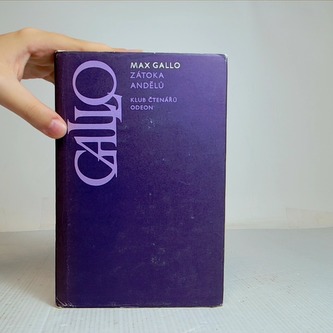 GALLO
MAX GALLO
ZÁTOKA
ANDĚLŮ
KLUB ČTENÁŘŮ
ODEON